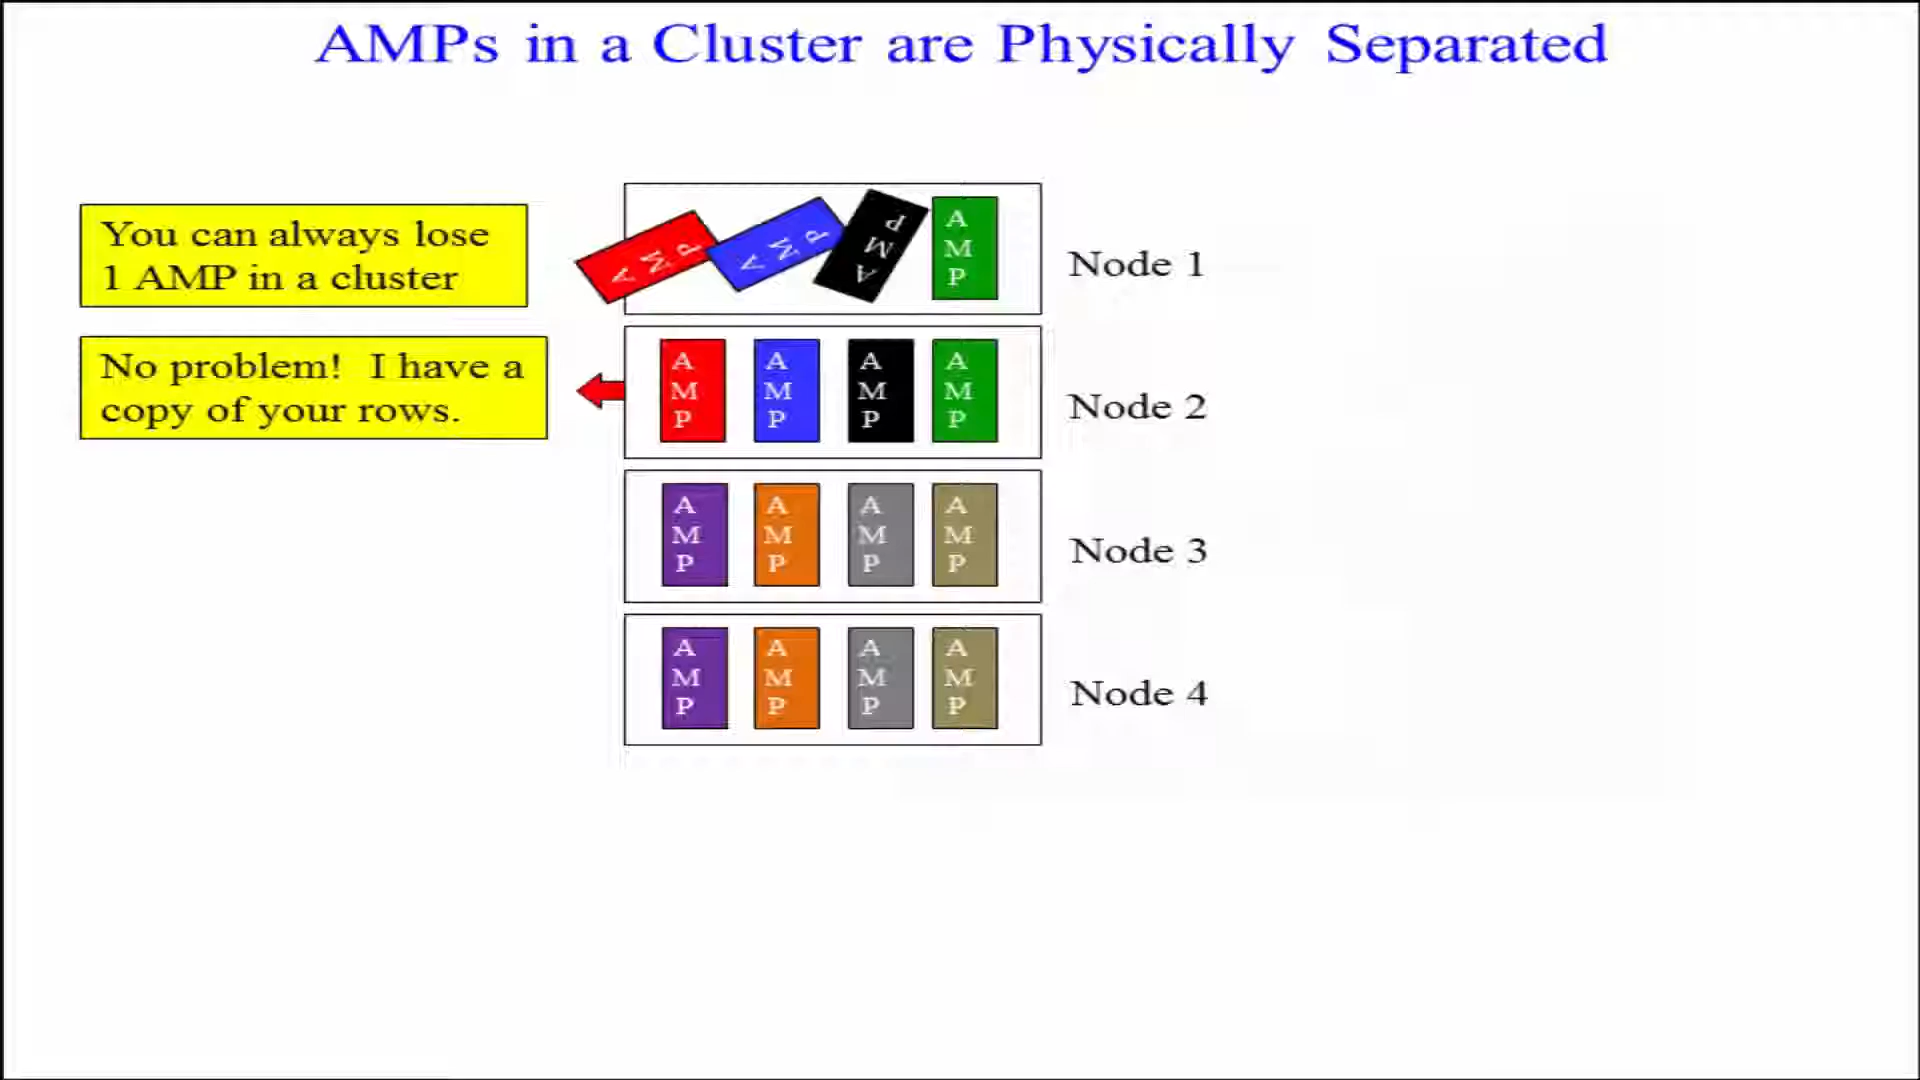 AMPs in a Cluster are Physically Separated
You can always lose
1 AMP in a cluster
AMP AMP AMP AMP
Node 1
No problem! I have a
copy of your rows.
AMP AMP AMP AMP
Node 2
AMP AMP AMP AMP
Node 3
AMP AMP AMP AMP
Node 4